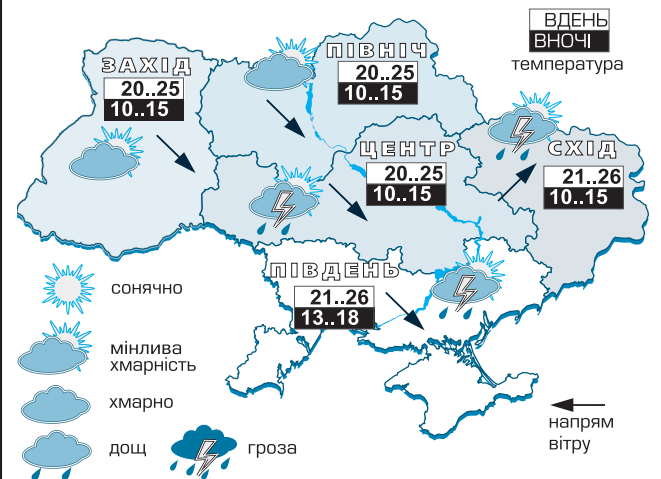 ВДЕНЬ
ВНОЧІ
температура
ЗАХІД
20..25
10..15
ПІВНІЧ
20..25
10..15
ЦЕНТР
20..25
10..15
СХІД
21..26
10..15
ПІВДЕНЬ
21..26
13..18
сонячно
мінлива
хмарність
хмарно
дощ
гроза
напрям
вітру